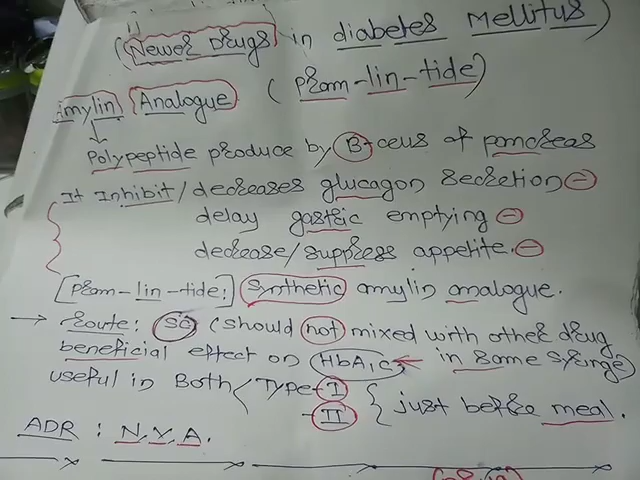 (Newer Drugs in diabetes Mellitus)
Amylin Analogue (Pram-lin-tide)
Polypeptide produce by B-cells of pancreas
It Inhibit/decreases glucagon secretion -
delay gastric emptying -
decrease/suppress appetite. -
[Pram-lin-tide:] Synthetic amylin analogue.
→ Route: SC (should not mixed with other drug in same syringe)
beneficial effect on HbA1C
useful in Both Type-I
-II } just before meal.
ADR : N.V.A.